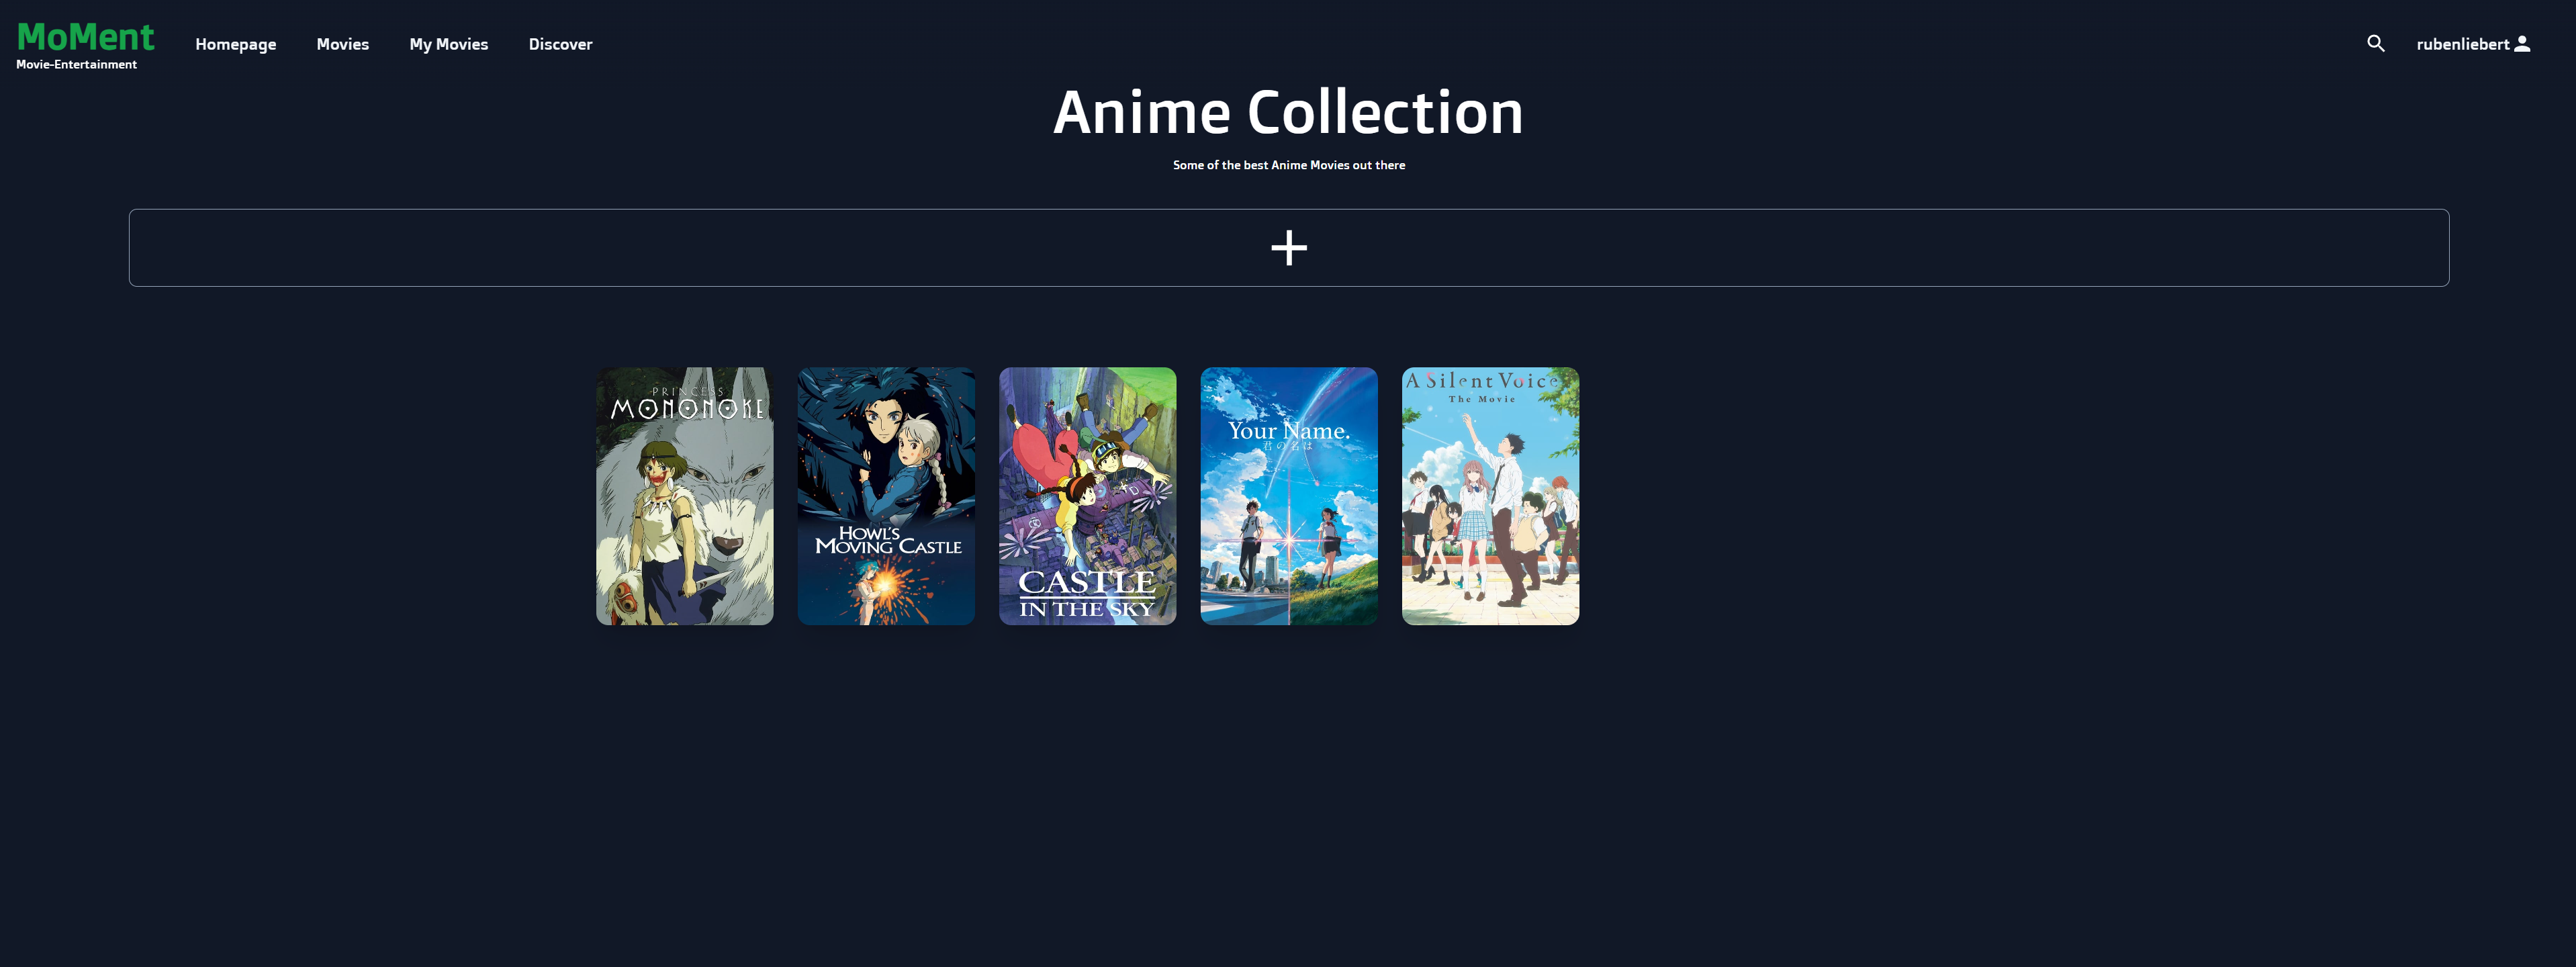 MoMent
Movie-Entertainment
Homepage
Movies
My Movies
Discover
rubenliebert
Anime Collection
Some of the best Anime Movies out there
PRINCESS
MONONOKE
HOWL'S
MOVING CASTLE
CASTLE
IN THE SKY
Your Name.
君の名は
A Silent Voice
The Movie